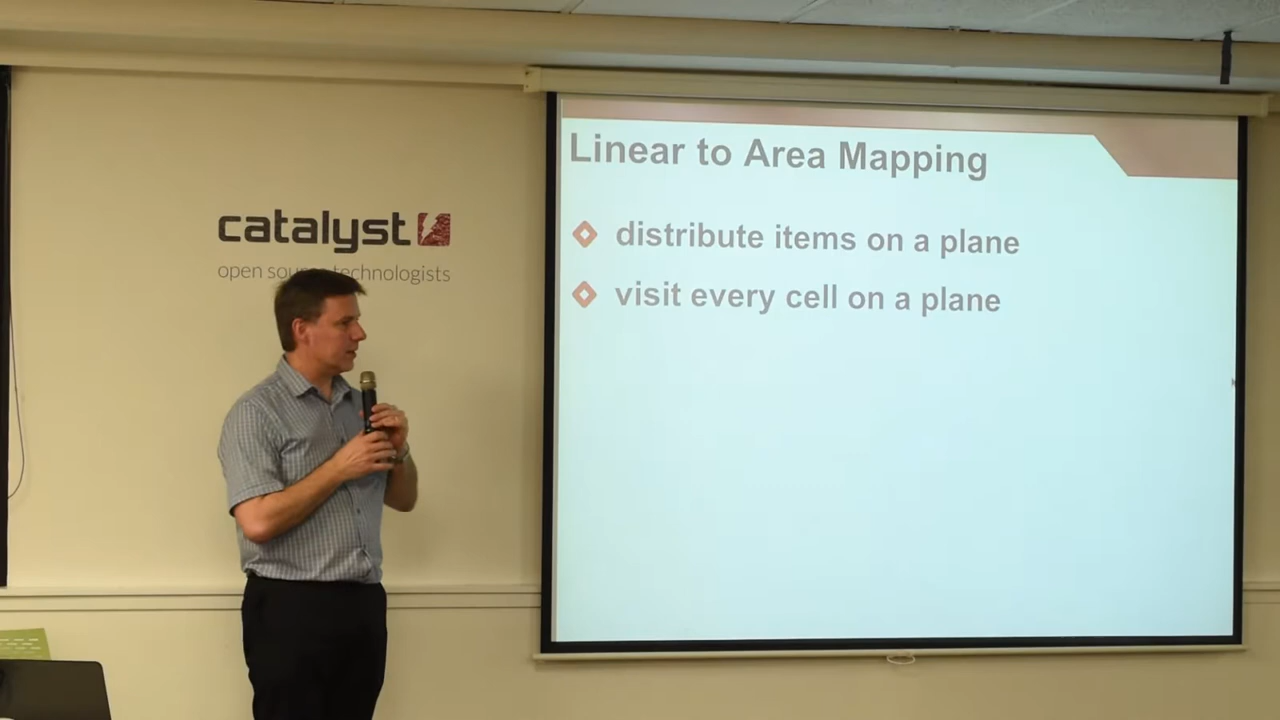 catalyst
open source technologists
Linear to Area Mapping
distribute items on a plane
visit every cell on a plane